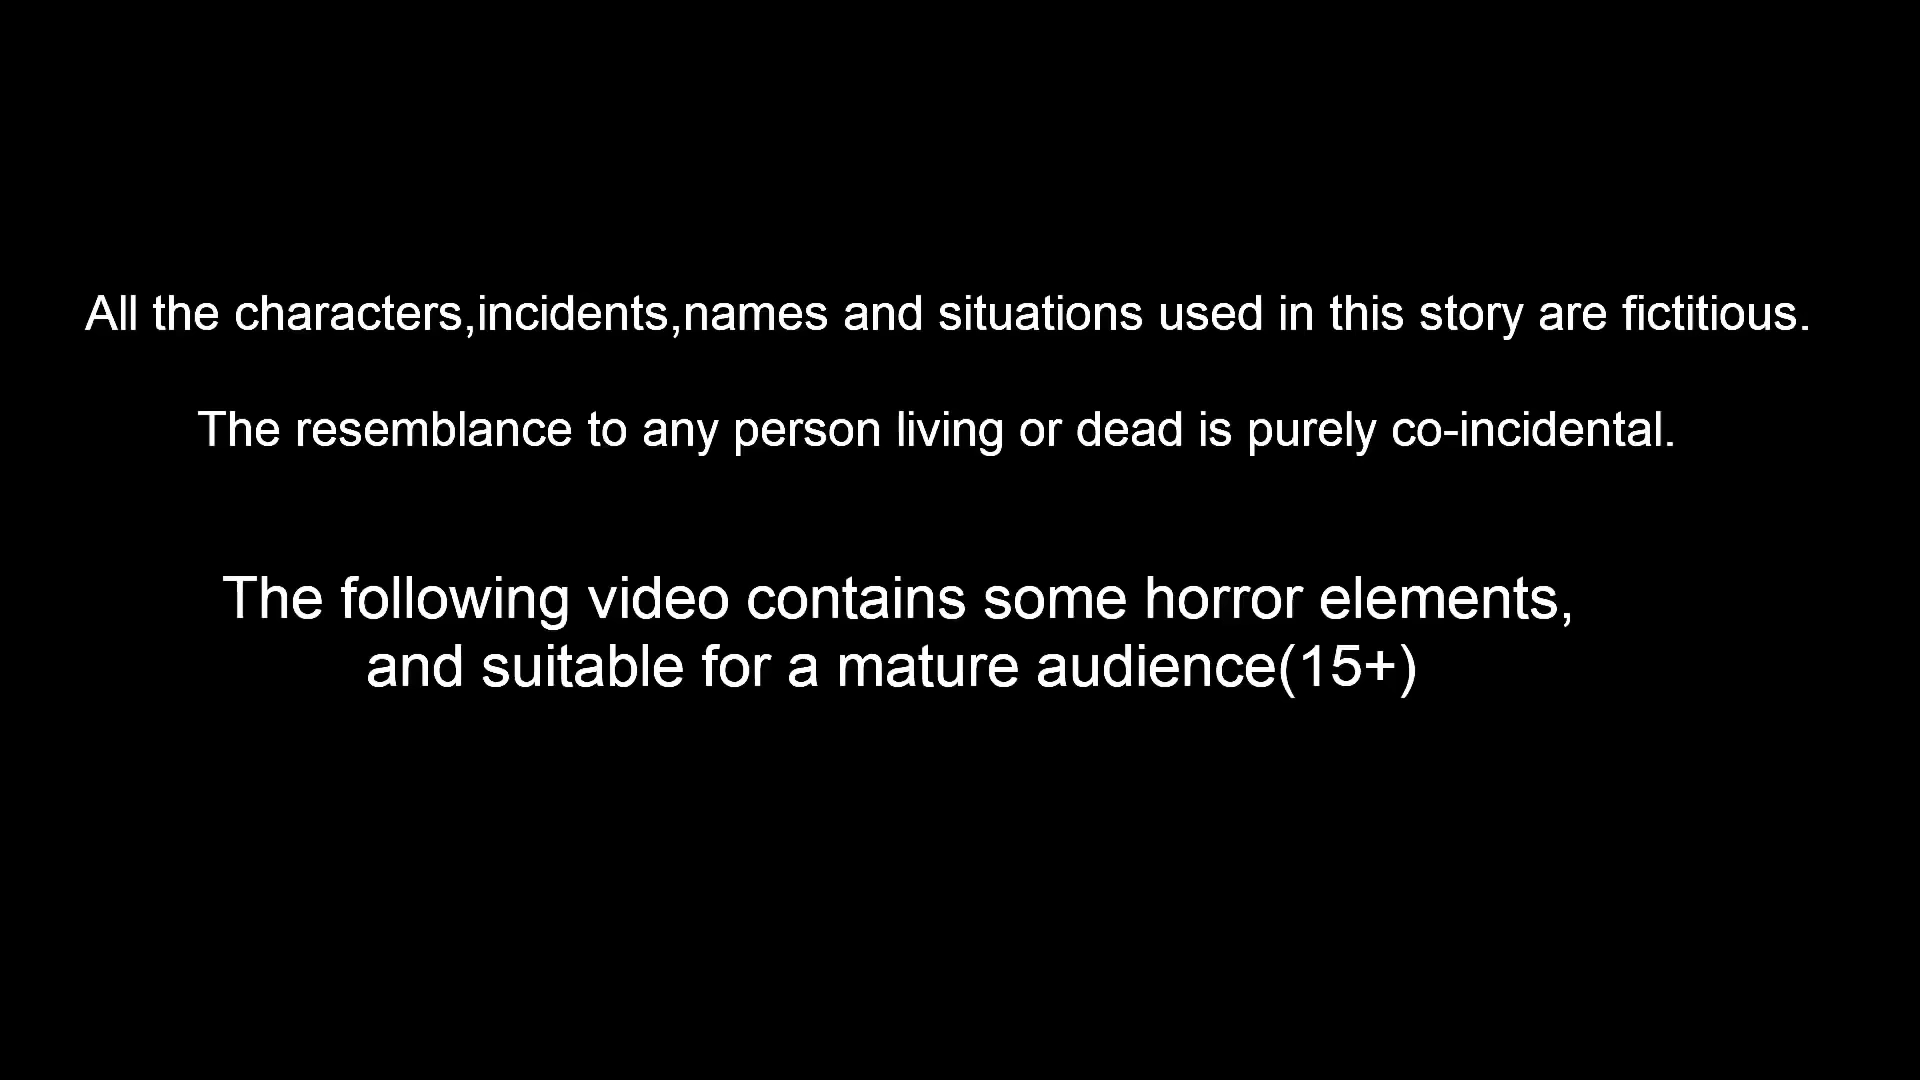 All the characters,incidents,names and situations used in this story are fictitious.
The resemblance to any person living or dead is purely co-incidental.
The following video contains some horror elements,
and suitable for a mature audience(15+)